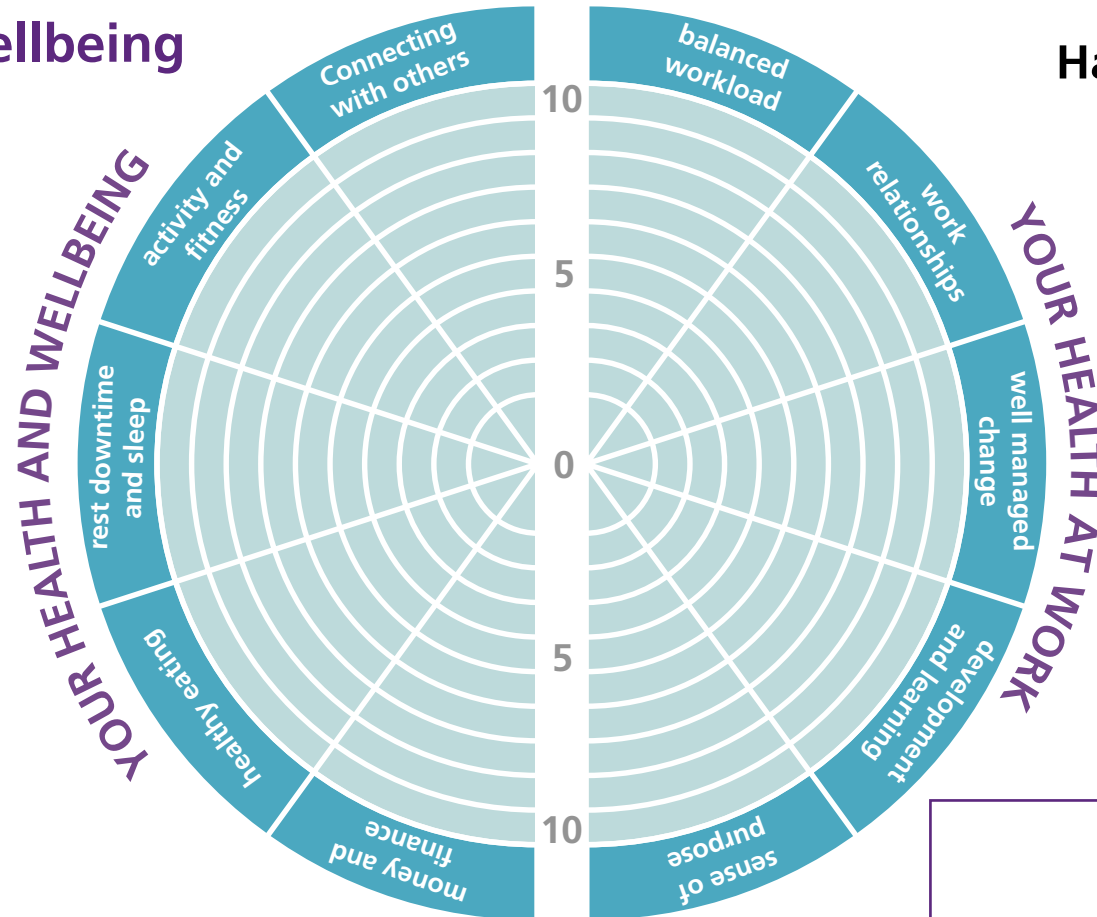 ellbeing
Ha
YOUR HEALTH AND WELLBEING
Connecting
with others
activity and
fitness
rest downtime
and sleep
healthy eating
money and
finance
10
5
0
5
10
balanced
workload
work
relationships
well managed
change
development
and learning
sense of
purpose
YOUR HEALTH AT WORK